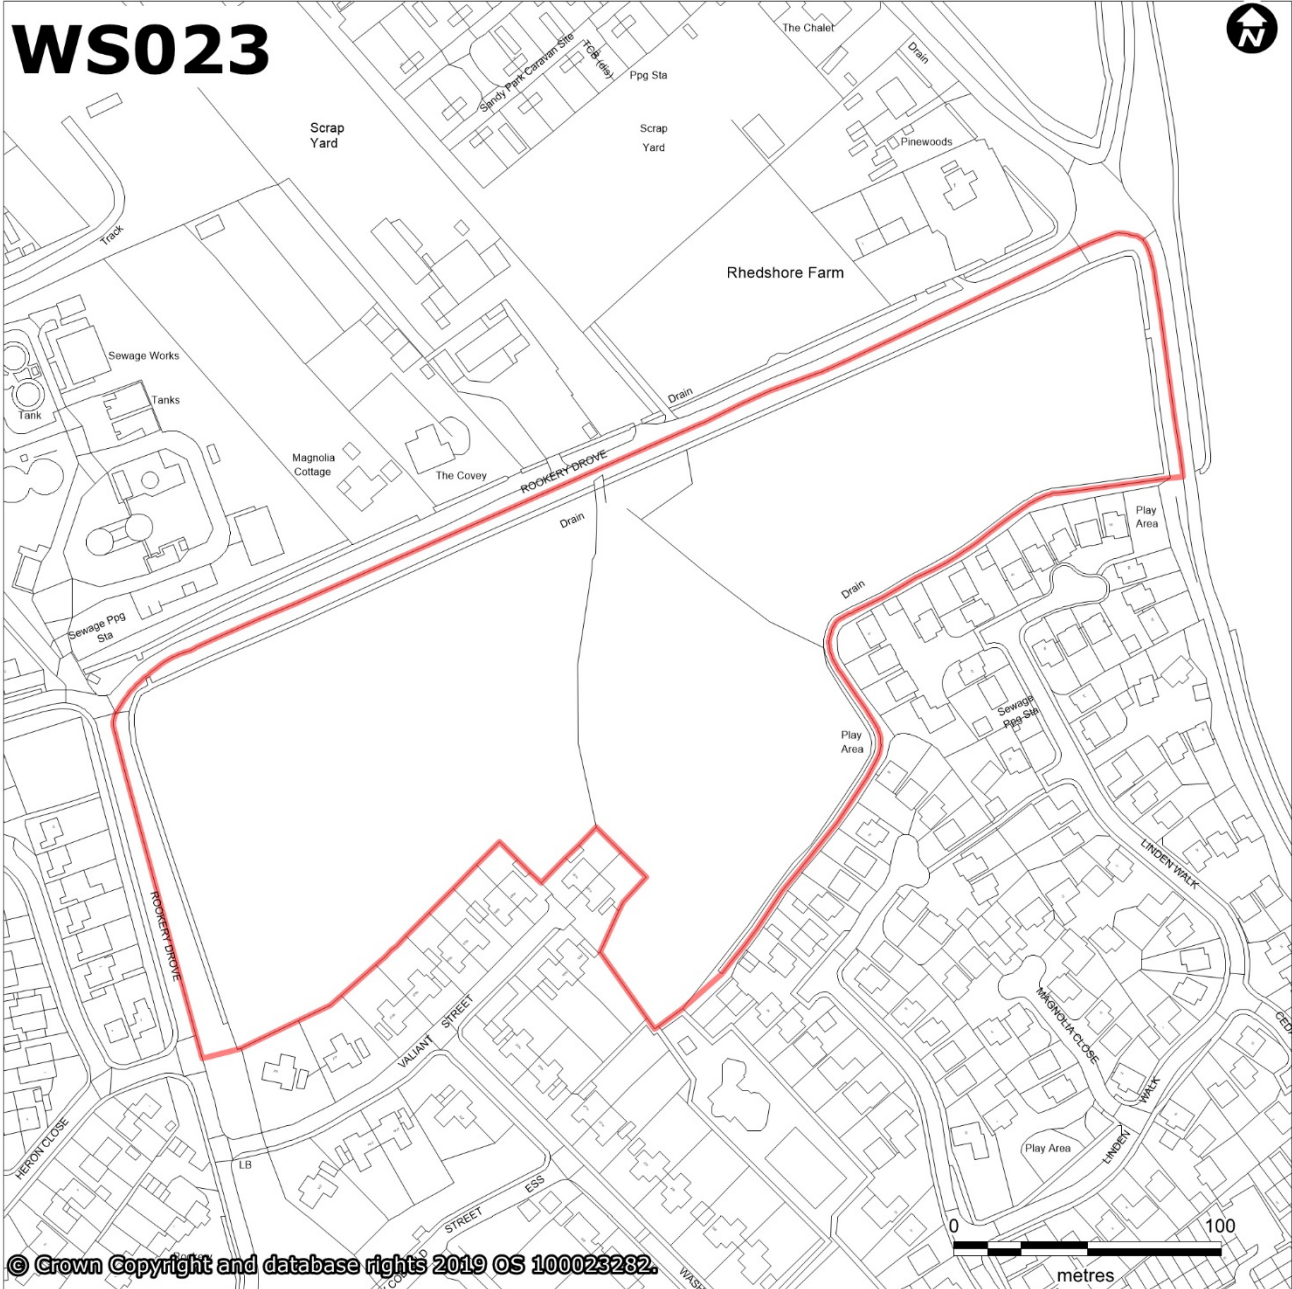 WS023
N
The Chalet
Drain
Sandy Park Caravan Site
TCB (dis)
Ppg Sta
Scrap
Yard
Scrap
Yard
Pinewoods
Track
Rhedshore Farm
Sewage Works
Tanks
Tank
Drain
Magnolia
Cottage
The Covey
ROOKERY DROVE
Drain
Play
Area
Drain
Sewage Ppg
Sta
Sewage
Ppg Sta
Play
Area
LINDEN WALK
ROOKERY DROVE
VALIANT STREET
MAGNOLIA CLOSE
HERON CLOSE
LB
Play Area
LINDEN WALK
STREET
0 100
metres
© Crown Copyright and database rights 2019 OS 100023282.